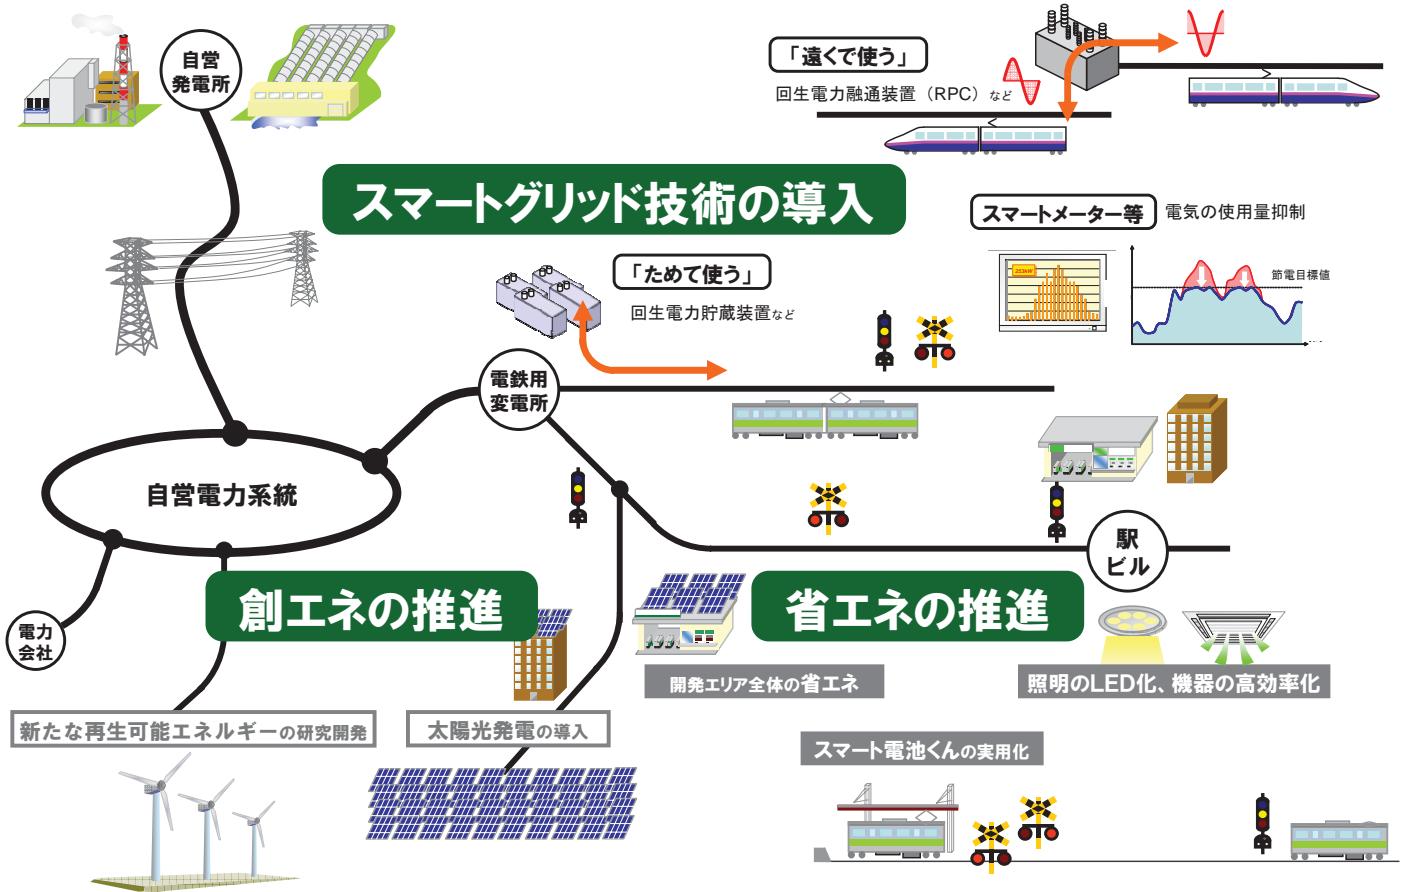 自営
発電所
「遠くで使う」
回生電力融通装置（RPC）など
スマートグリッド技術の導入
スマートメーター等
電気の使用量抑制
「ためて使う」
回生電力貯蔵装置など
253kW
節電目標値
電鉄用
変電所
自営電力系統
駅
ビル
創エネの推進
省エネの推進
電力
会社
開発エリア全体の省エネ
照明のLED化、機器の高効率化
新たな再生可能エネルギーの研究開発
太陽光発電の導入
スマート電池くんの実用化